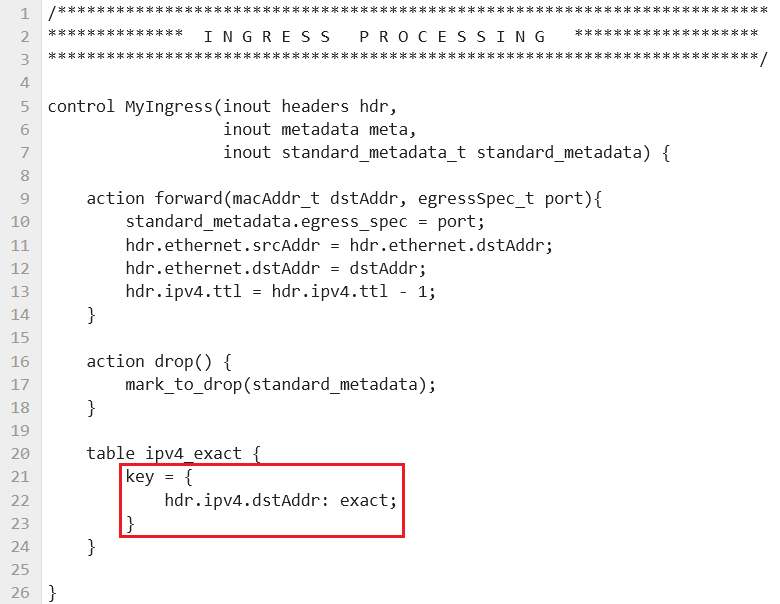 1 /*************************************************************************
2 **************  I N G R E S S   P R O C E S S I N G   *******************
3 *************************************************************************/
4
5 control MyIngress(inout headers hdr,
6                   inout metadata meta,
7                   inout standard_metadata_t standard_metadata) {
8
9     action forward(macAddr_t dstAddr, egressSpec_t port){
10         standard_metadata.egress_spec = port;
11         hdr.ethernet.srcAddr = hdr.ethernet.dstAddr;
12         hdr.ethernet.dstAddr = dstAddr;
13         hdr.ipv4.ttl = hdr.ipv4.ttl - 1;
14     }
15
16     action drop() {
17         mark_to_drop(standard_metadata);
18     }
19
20     table ipv4_exact {
21         key = {
22             hdr.ipv4.dstAddr: exact;
23         }
24     }
25
26 }